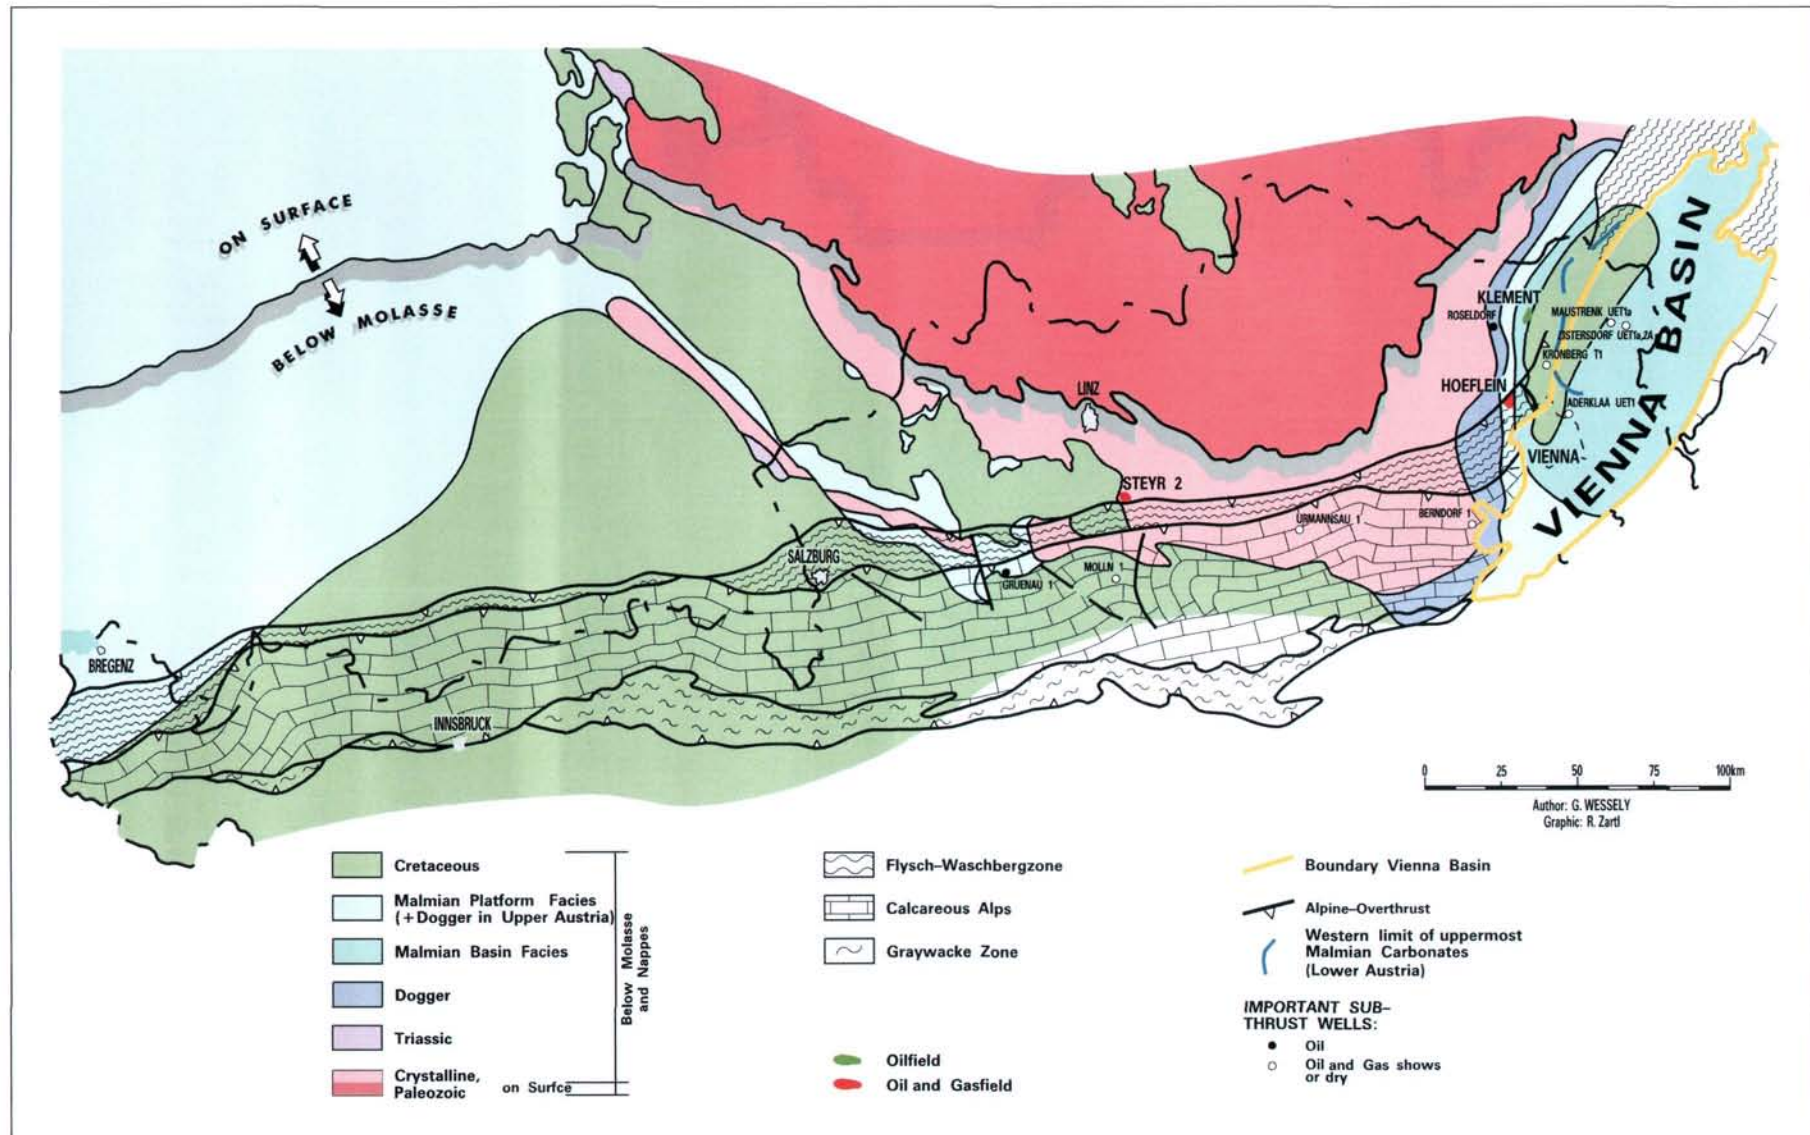 ON SURFACE
BELOW MOLASSE
KLEMENT
ROSELDORF
MAUSTRENK UET1a
ZISTERSDORF UET1a,2A
KRONBERG T1
HOEFLEIN
ADERKLAA UET1
LINZ
VIENNA
VIENNA BASIN
STEYR 2
URMANNSAU 1
BERNDORF 1
SALZBURG
GRUENAU 1
MOLLN 1
BREGENZ
INNSBRUCK
0 25 50 75 100km
Author: G. WESSELY
Graphic: R. Zartl
Cretaceous
Malmian Platform Facies
(+Dogger in Upper Austria)
Malmian Basin Facies
Dogger
Triassic
Crystalline,
Paleozoic
on Surfce
Below Molasse
and Nappes
Flysch–Waschbergzone
Calcareous Alps
Graywacke Zone
Oilfield
Oil and Gasfield
Boundary Vienna Basin
Alpine–Overthrust
Western limit of uppermost
Malmian Carbonates
(Lower Austria)
IMPORTANT SUB–
THRUST WELLS:
Oil
Oil and Gas shows
or dry